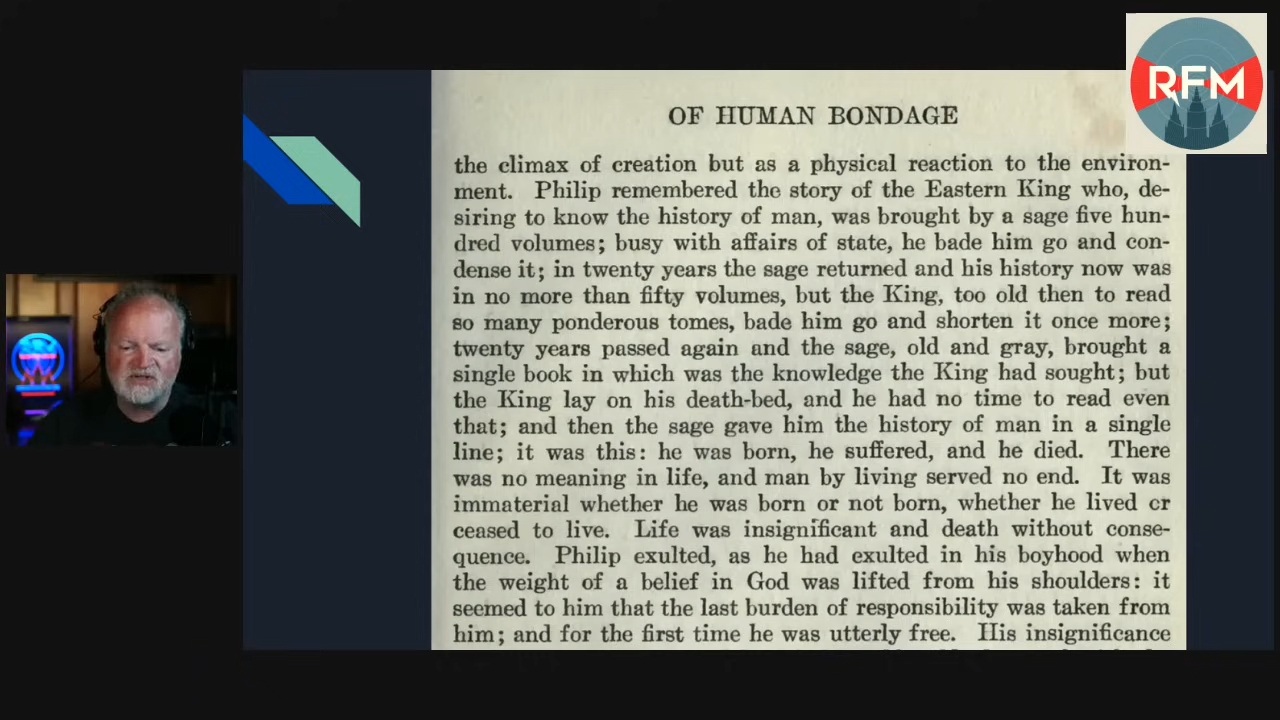 RFM
OF HUMAN BONDAGE
the climax of creation but as a physical reaction to the environ-
ment. Philip remembered the story of the Eastern King who, de-
siring to know the history of man, was brought by a sage five hun-
dred volumes; busy with affairs of state, he bade him go and con-
dense it; in twenty years the sage returned and his history now was
in no more than fifty volumes, but the King, too old then to read
so many ponderous tomes, bade him go and shorten it once more;
twenty years passed again and the sage, old and gray, brought a
single book in which was the knowledge the King had sought; but
the King lay on his death-bed, and he had no time to read even
that; and then the sage gave him the history of man in a single
line; it was this: he was born, he suffered, and he died. There
was no meaning in life, and man by living served no end. It was
immaterial whether he was born or not born, whether he lived or
ceased to live. Life was insignificant and death without conse-
quence. Philip exulted, as he had exulted in his boyhood when
the weight of a belief in God was lifted from his shoulders: it
seemed to him that the last burden of responsibility was taken from
him; and for the first time he was utterly free. His insignificance